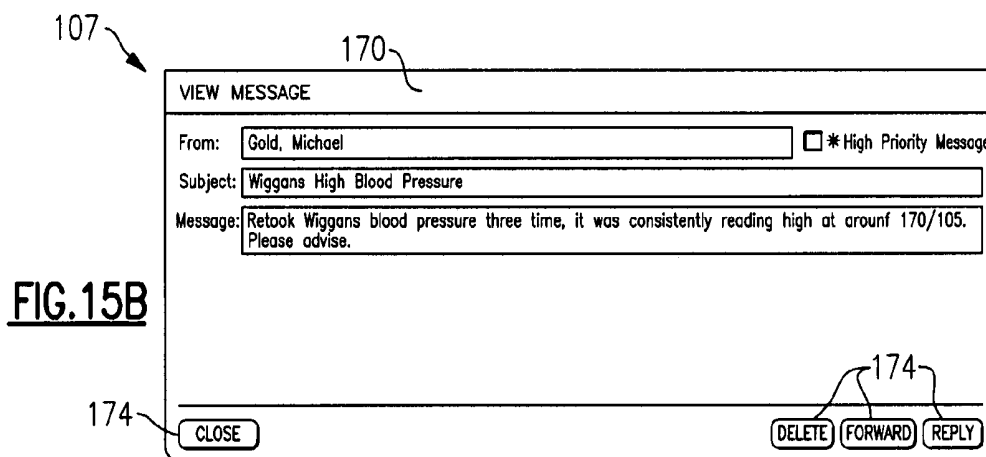 107
170
VIEW MESSAGE
From: Gold, Michael * High Priority Message
Subject: Wiggans High Blood Pressure
Message: Retook Wiggans blood pressure three time, it was consistently reading high at arounf 170/105.
Please advise.
FIG.15B
174 174
CLOSE DELETE FORWARD REPLY